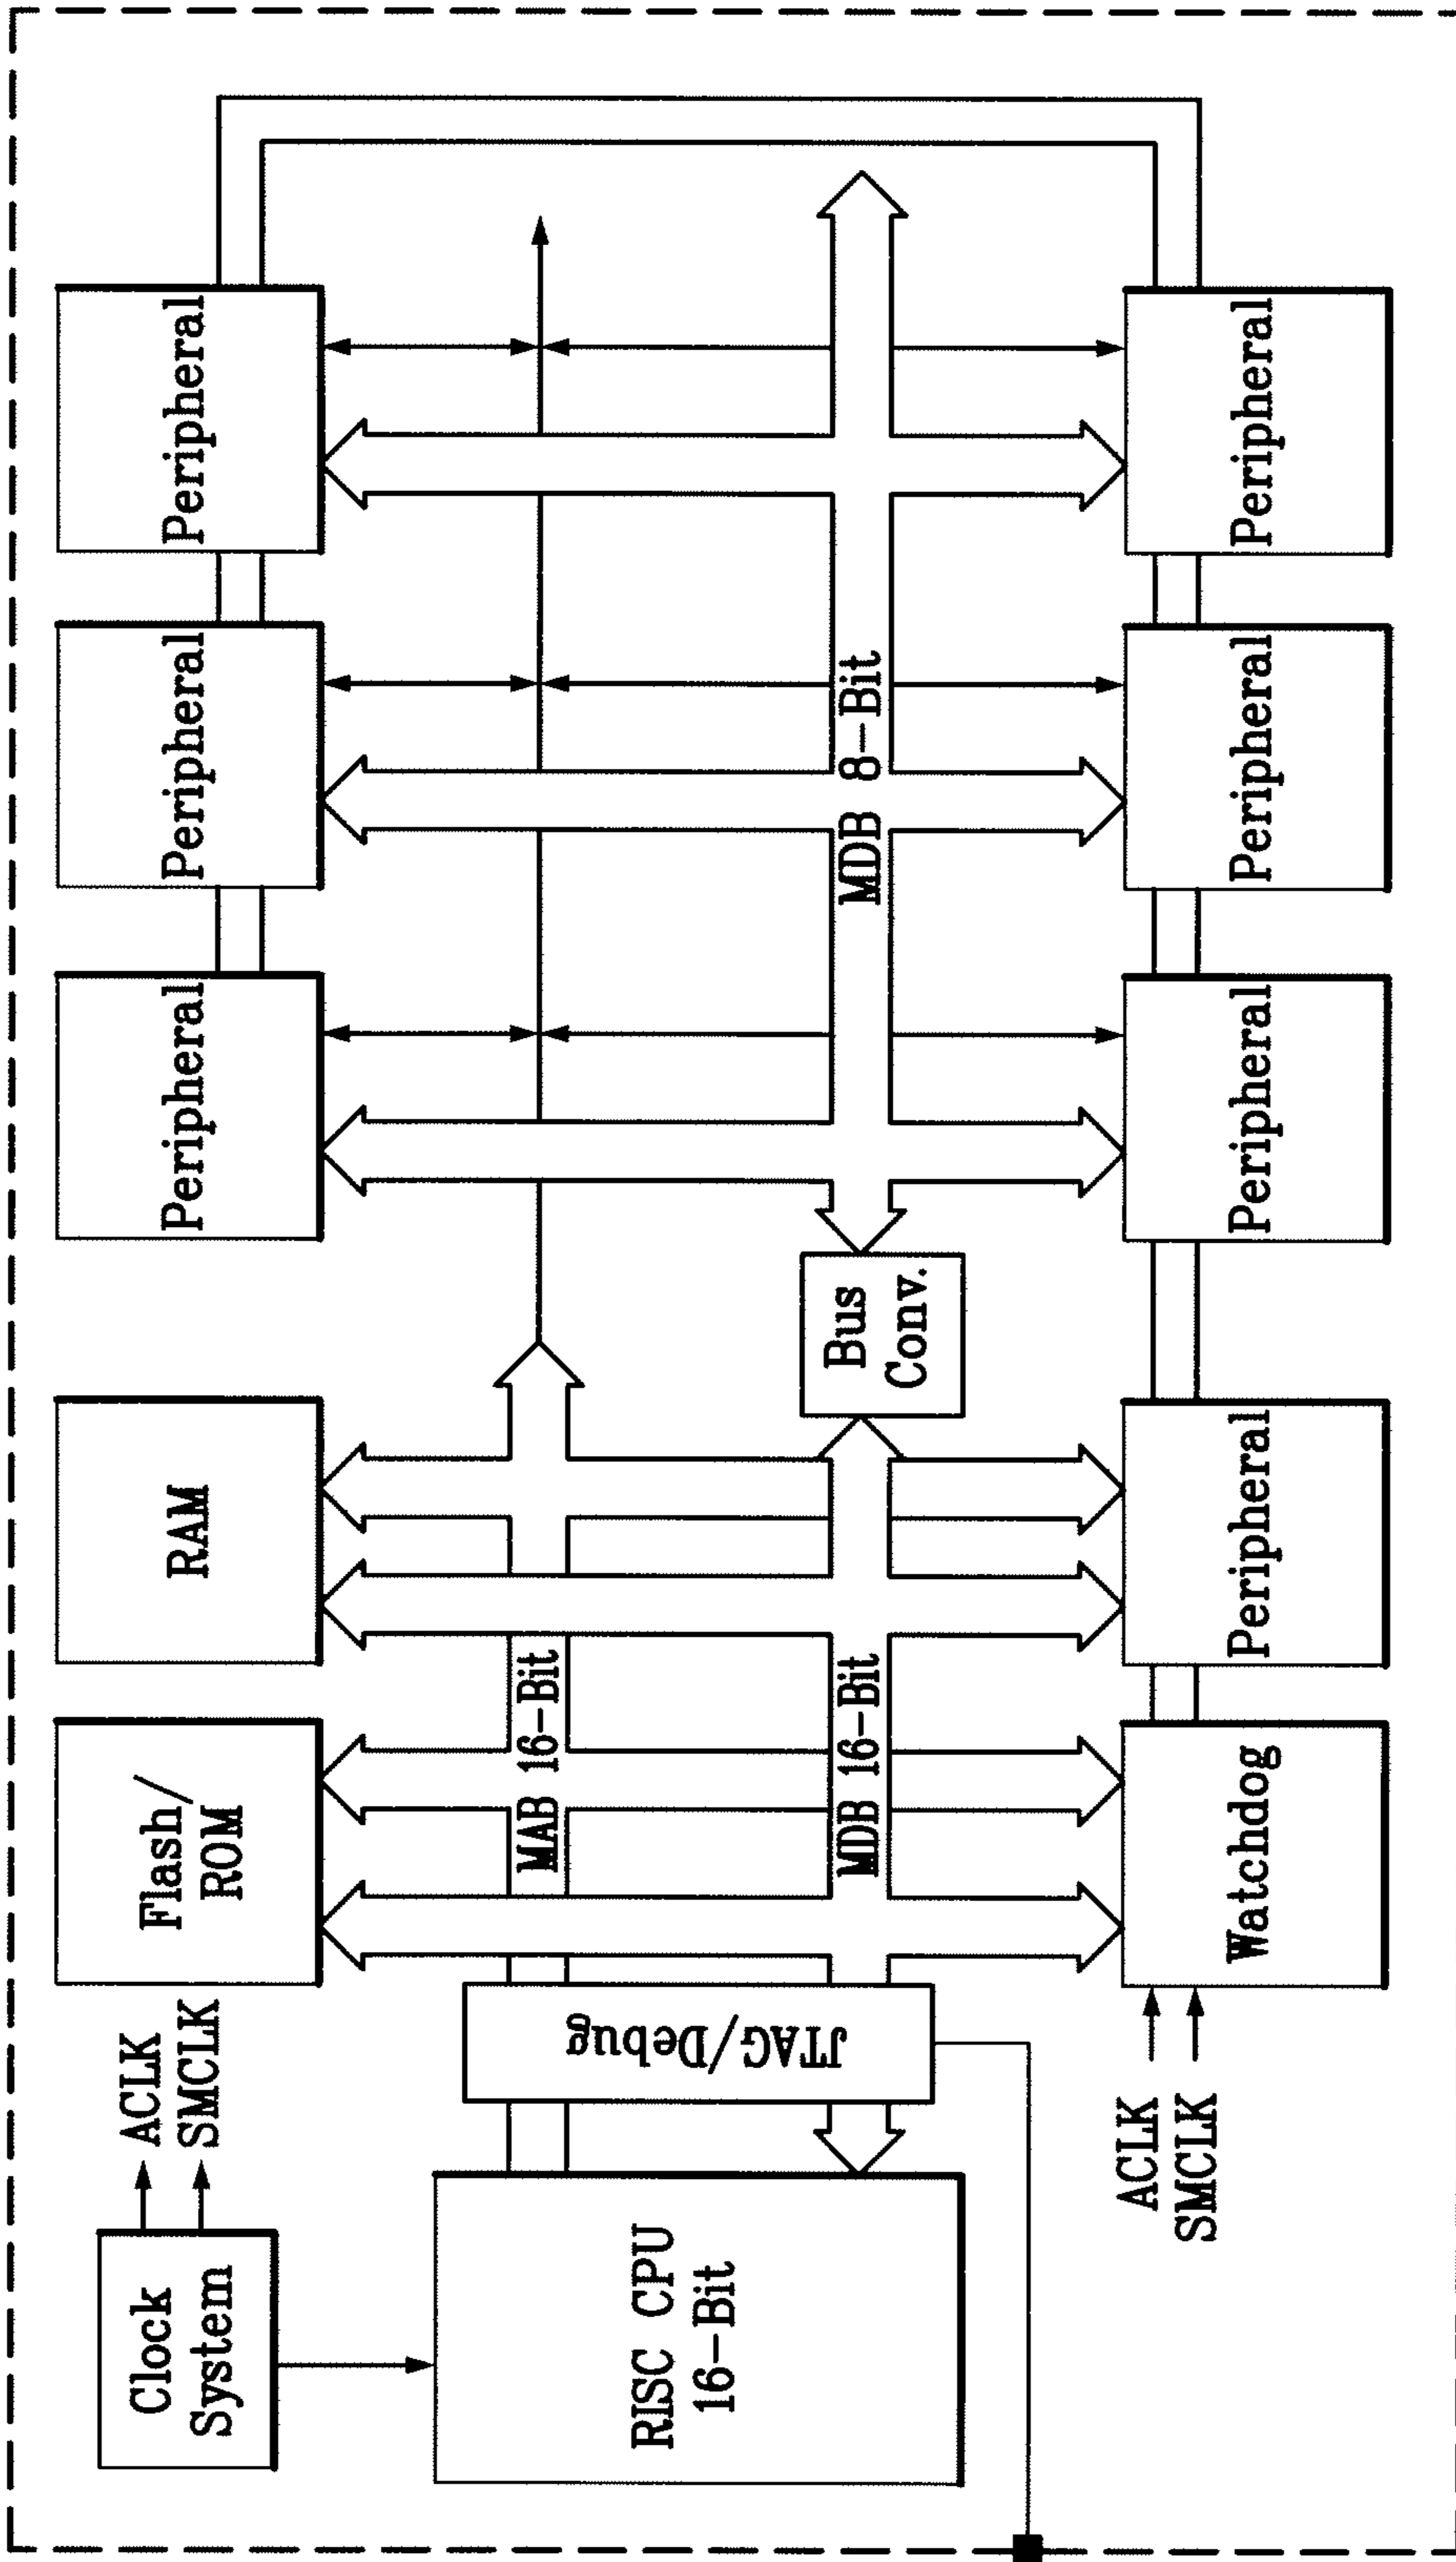 Clock
System
ACLK
SMCLK
Flash/
ROM
RAM
Peripheral
Peripheral
Peripheral
RISC CPU
16-Bit
JTAG/Debug
MAB 16-Bit
MDB 16-Bit
Bus
Conv.
MDB 8-Bit
ACLK
SMCLK
Watchdog
Peripheral
Peripheral
Peripheral
Peripheral